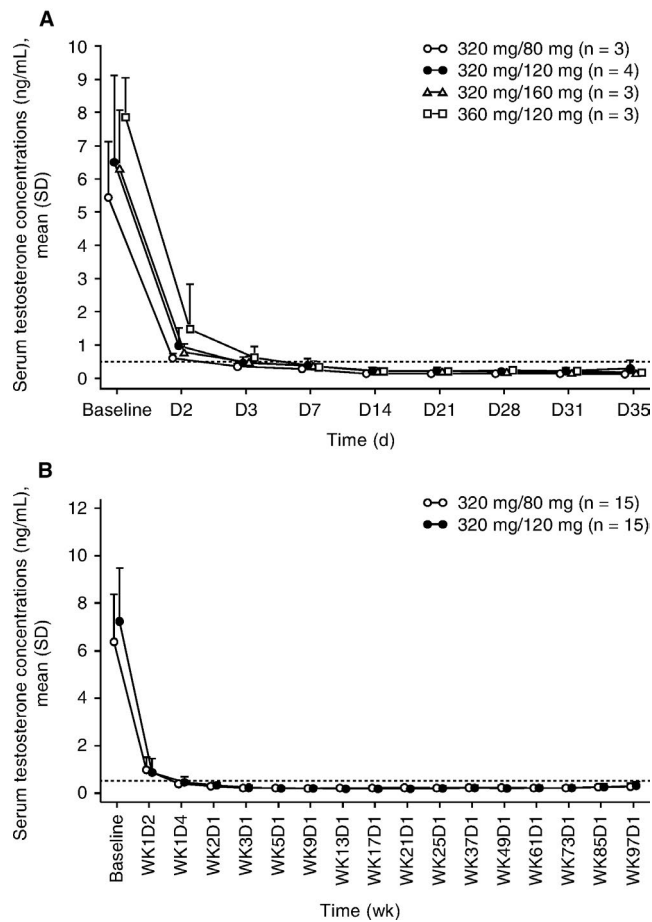 A
Serum testosterone concentrations (ng/mL),
mean (SD)
10
9
8
7
6
5
4
3
2
1
0
320 mg/80 mg (n = 3)
320 mg/120 mg (n = 4)
320 mg/160 mg (n = 3)
360 mg/120 mg (n = 3)
Baseline D2 D3 D7 D14 D21 D28 D31 D35
Time (d)
B
Serum testosterone concentrations (ng/mL),
mean (SD)
12
10
8
6
4
2
0
320 mg/80 mg (n = 15)
320 mg/120 mg (n = 15)
Baseline
WK1D2
WK1D4
WK2D1
WK3D1
WK5D1
WK9D1
WK13D1
WK17D1
WK21D1
WK25D1
WK37D1
WK49D1
WK61D1
WK73D1
WK85D1
WK97D1
Time (wk)